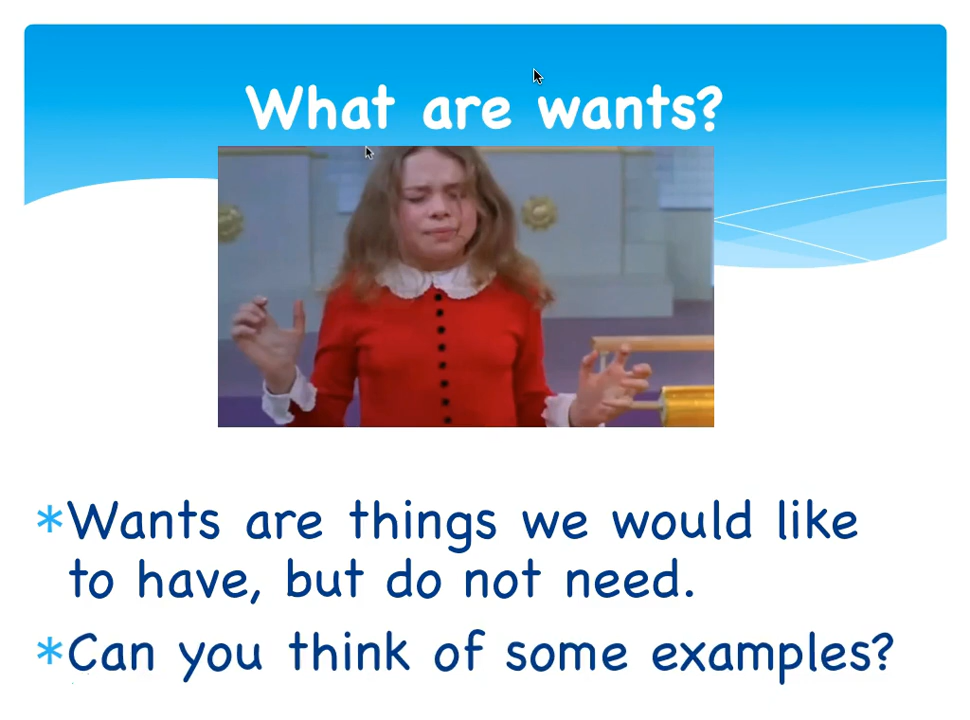 What are wants?
*Wants are things we would like
to have, but do not need.
*Can you think of some examples?